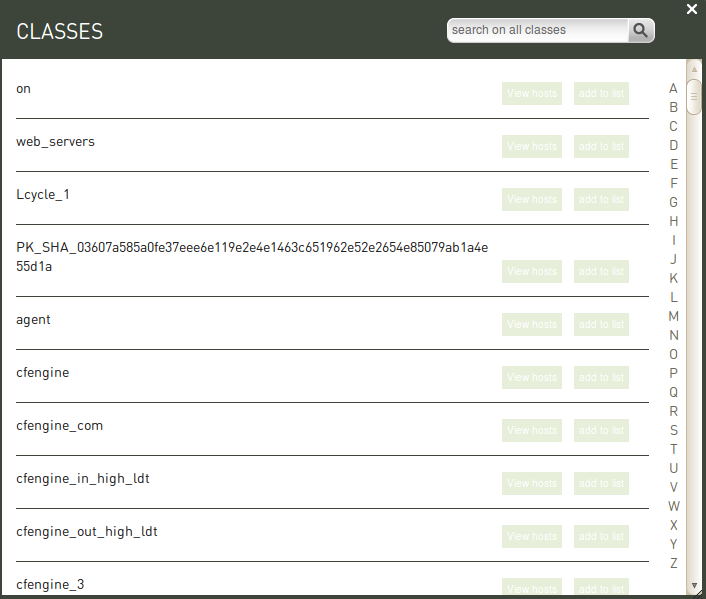 CLASSES
search on all classes
on View hosts add to list
web_servers View hosts add to list
Lcycle_1 View hosts add to list
PK_SHA_03607a585a0fe37eee6e119e2e4e1463c651962e52e2654e85079ab1a4e
55d1a View hosts add to list
agent View hosts add to list
cfengine View hosts add to list
cfengine_com View hosts add to list
cfengine_in_high_ldt View hosts add to list
cfengine_out_high_ldt View hosts add to list
cfengine_3 View hosts add to list
A
B
C
D
E
F
G
H
I
J
K
L
M
N
O
P
Q
R
S
T
U
V
W
X
Y
Z